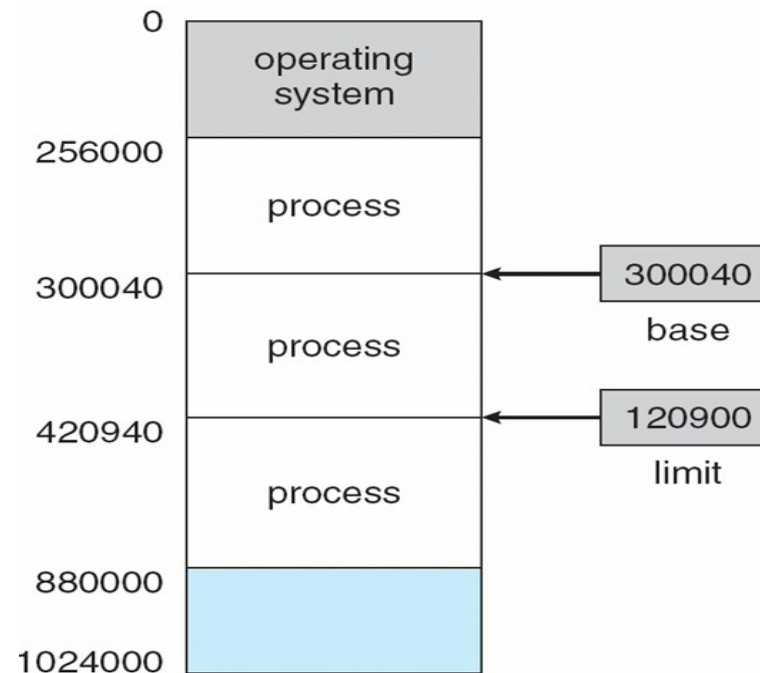 0
operating
system
256000
process
300040
300040
base
process
420940
120900
limit
process
880000
1024000